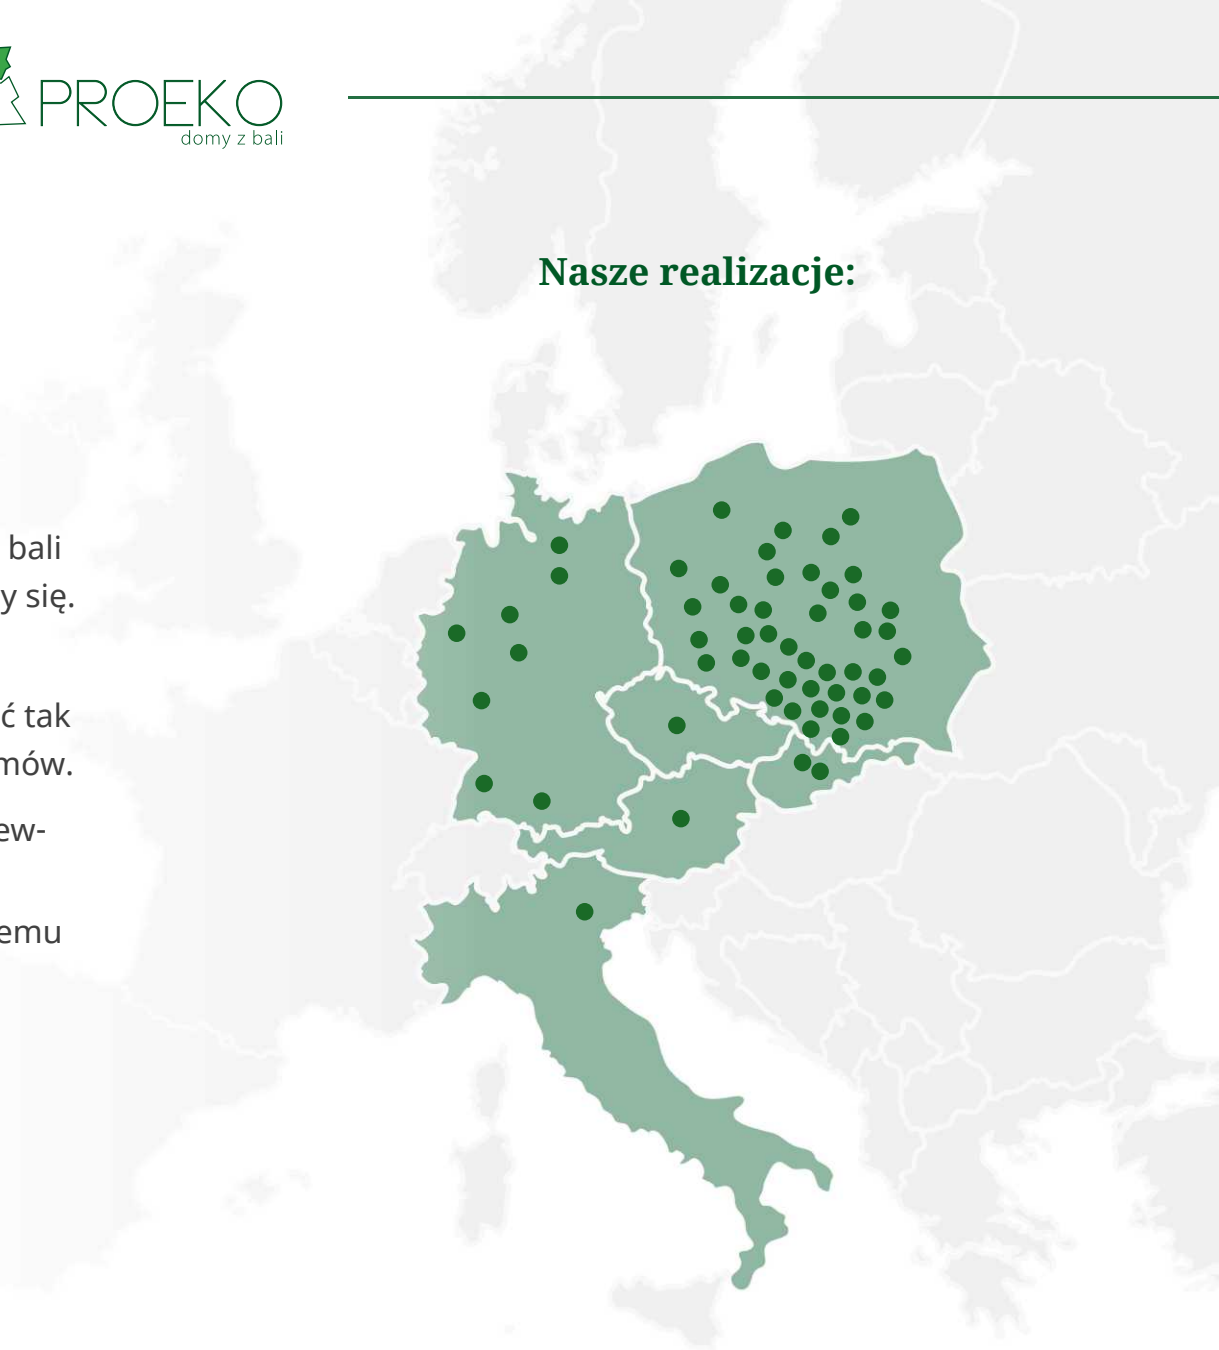 PROEKO
domy z bali
Nasze realizacje:
bali
y się.
ć tak
mów.
ew-
emu